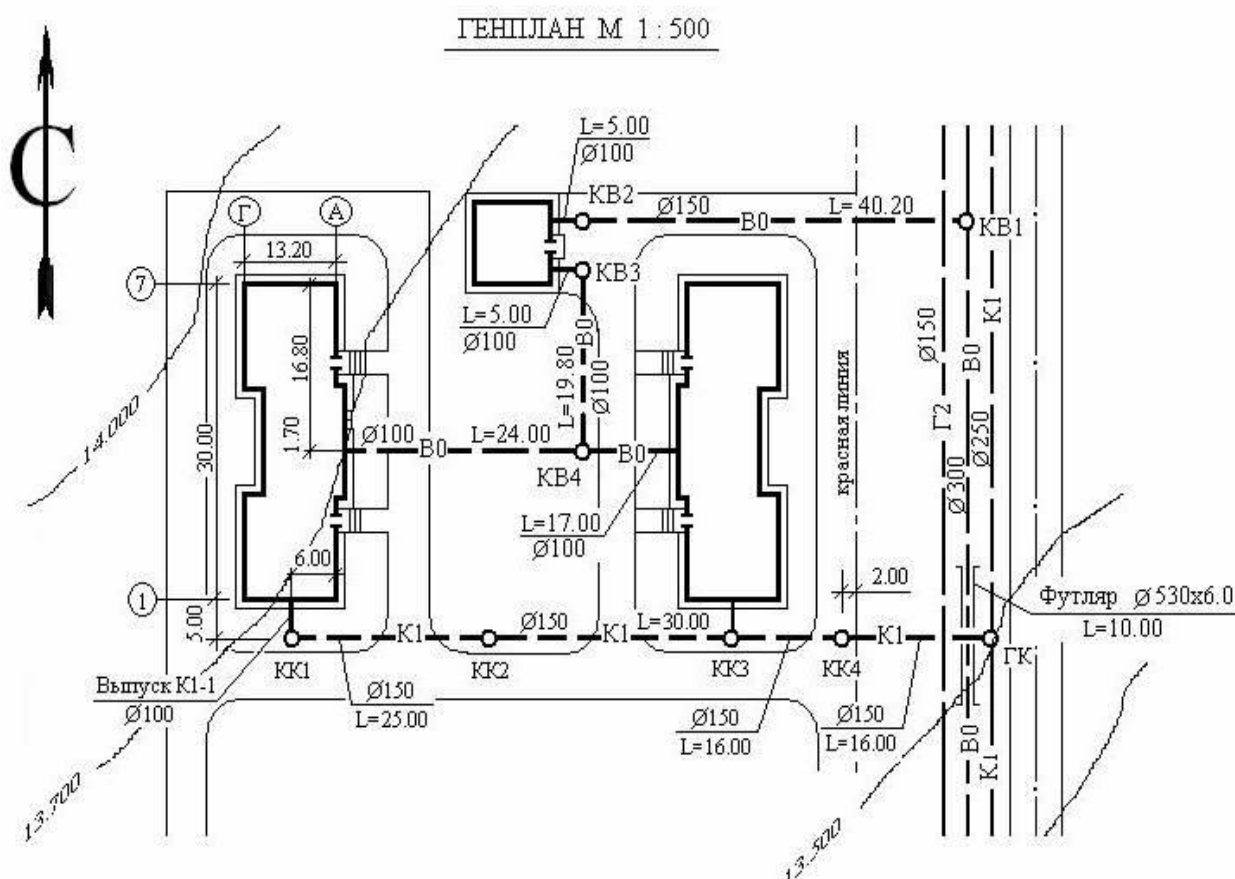 ГЕНПЛАН М 1:500
С
L=5.00
Ø100
КВ2
Ø150
В0
L=40.20
КВ1
Г
А
13.20
7
КВ3
L=5.00
Ø100
В0
L=19.80
Ø100
16.80
1.70
30.00
14.000
Ø100
В0
L=24.00
КВ4
В0
L=17.00
Ø100
красная линия
Г2
Ø150
В0
К1
Ø300
Ø250
6.00
1
5.00
2.00
Футляр Ø530х6.0
L=10.00
КК1
К1
КК2
Ø150
К1
L=30.00
КК3
КК4
К1
ГК
Выпуск К1-1
Ø100
Ø150
L=25.00
Ø150
L=16.00
Ø150
L=16.00
В0
К1
13.700
13.500